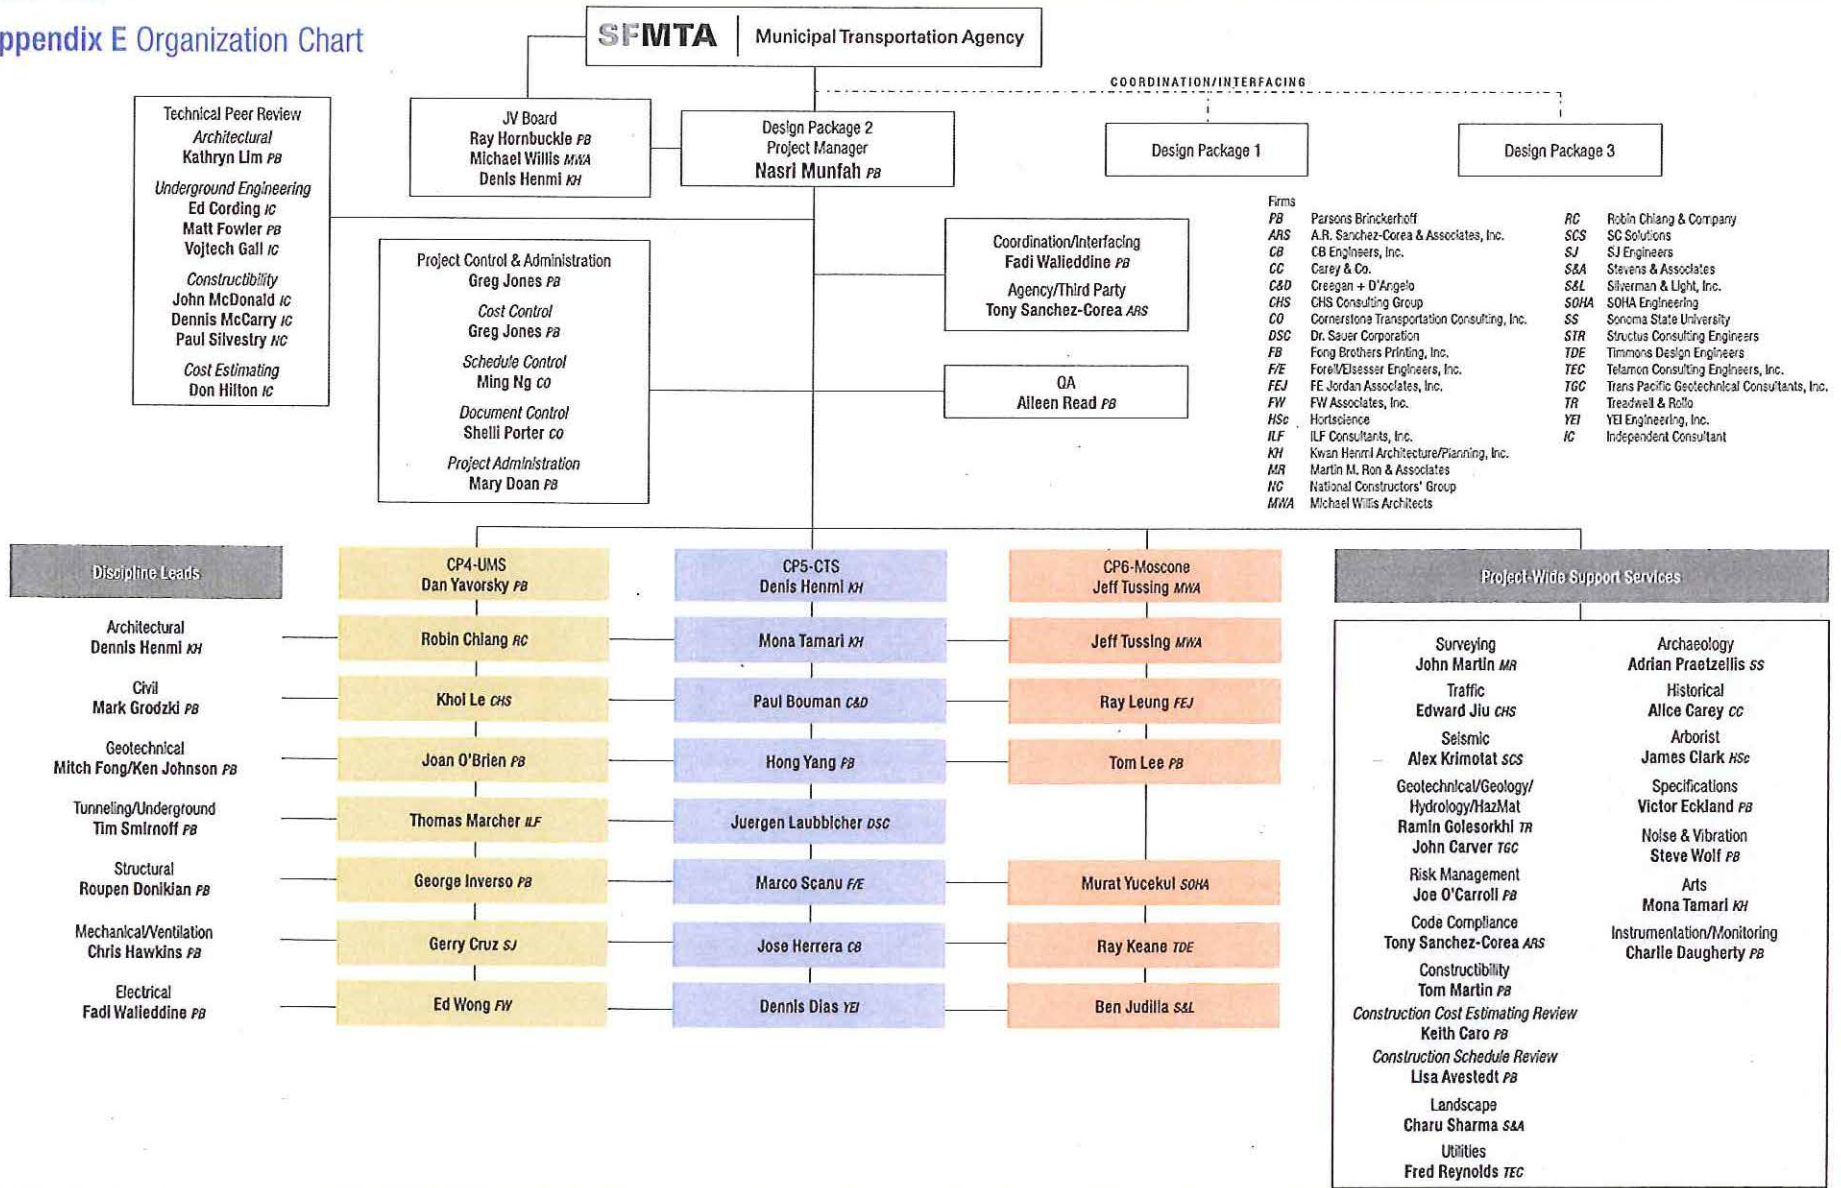 ppendix E Organization Chart
SFMTA
Municipal Transportation Agency
COORDINATION/INTERFACING
Technical Peer Review
Architectural
Kathryn Lim PB
Underground Engineering
Ed Cording IC
Matt Fowler PB
Vojtech Gall IC
Constructibility
John McDonald IC
Dennis McCarry IC
Paul Silvestry NC
Cost Estimating
Don Hilton IC
JV Board
Ray Hornbuckle PB
Michael Willis MWA
Denis Henmi KH
Design Package 2
Project Manager
Nasri Munfah PB
Design Package 1
Design Package 3
Project Control & Administration
Greg Jones PB
Cost Control
Greg Jones PB
Schedule Control
Ming Ng CO
Document Control
Shelli Porter CO
Project Administration
Mary Doan PB
Coordination/Interfacing
Fadi Walieddine PB
Agency/Third Party
Tony Sanchez-Corea ARS
QA
Aileen Read PB
Firms
PB Parsons Brinckerhoff
ARS A.R. Sanchez-Corea & Associates, Inc.
CB CB Engineers, Inc.
CC Carey & Co.
C&D Creegan + D'Angelo
CHS CHS Consulting Group
CO Cornerstone Transportation Consulting, Inc.
DSC Dr. Sauer Corporation
FB Fong Brothers Printing, Inc.
F/E Forell/Elsesser Engineers, Inc.
FEJ FE Jordan Associates, Inc.
FW FW Associates, Inc.
HSc Hortscience
ILF ILF Consultants, Inc.
KH Kwan Henmi Architecture/Planning, Inc.
MR Martin M. Ron & Associates
NC National Constructors' Group
MWA Michael Willis Architects
RC Robin Chiang & Company
SCS SC Solutions
SJ SJ Engineers
S&A Stevens & Associates
S&L Silverman & Light, Inc.
SOHA SOHA Engineering
SS Sonoma State University
STR Structus Consulting Engineers
TDE Timmons Design Engineers
TEC Telamon Consulting Engineers, Inc.
TGC Trans Pacific Geotechnical Consultants, Inc.
TR Treadwell & Rollo
YEI YEI Engineering, Inc.
IC Independent Consultant
Discipline Leads
Architectural
Dennis Henmi KH
Civil
Mark Grodzki PB
Geotechnical
Mitch Fong/Ken Johnson PB
Tunneling/Underground
Tim Smirnoff PB
Structural
Roupen Donikian PB
Mechanical/Ventilation
Chris Hawkins PB
Electrical
Fadi Walieddine PB
CP4-UMS
Dan Yavorsky PB
Robin Chiang RC
Khoi Le CHS
Joan O'Brien PB
Thomas Marcher ILF
George Inverso PB
Gerry Cruz SJ
Ed Wong FW
CP5-CTS
Denis Henmi KH
Mona Tamari KH
Paul Bouman C&D
Hong Yang PB
Juergen Laubbicher DSC
Marco Scanu F/E
Jose Herrera CB
Dennis Dias YEI
CP6-Moscone
Jeff Tussing MWA
Jeff Tussing MWA
Ray Leung FEJ
Tom Lee PB
Murat Yucekul SOHA
Ray Keane TDE
Ben Judilla S&L
Project-Wide Support Services
Surveying
John Martin MR
Traffic
Edward Jiu CHS
Seismic
Alex Krimotat SCS
Geotechnical/Geology/
Hydrology/HazMat
Ramin Golesorkhi TR
John Carver TGC
Risk Management
Joe O'Carroll PB
Code Compliance
Tony Sanchez-Corea ARS
Constructibility
Tom Martin PB
Construction Cost Estimating Review
Keith Caro PB
Construction Schedule Review
Lisa Avestedt PB
Landscape
Charu Sharma S&A
Utilities
Fred Reynolds TEC
Archaeology
Adrian Praetzellis SS
Historical
Alice Carey CC
Arborist
James Clark HSc
Specifications
Victor Eckland PB
Noise & Vibration
Steve Wolf PB
Arts
Mona Tamari KH
Instrumentation/Monitoring
Charlie Daugherty PB